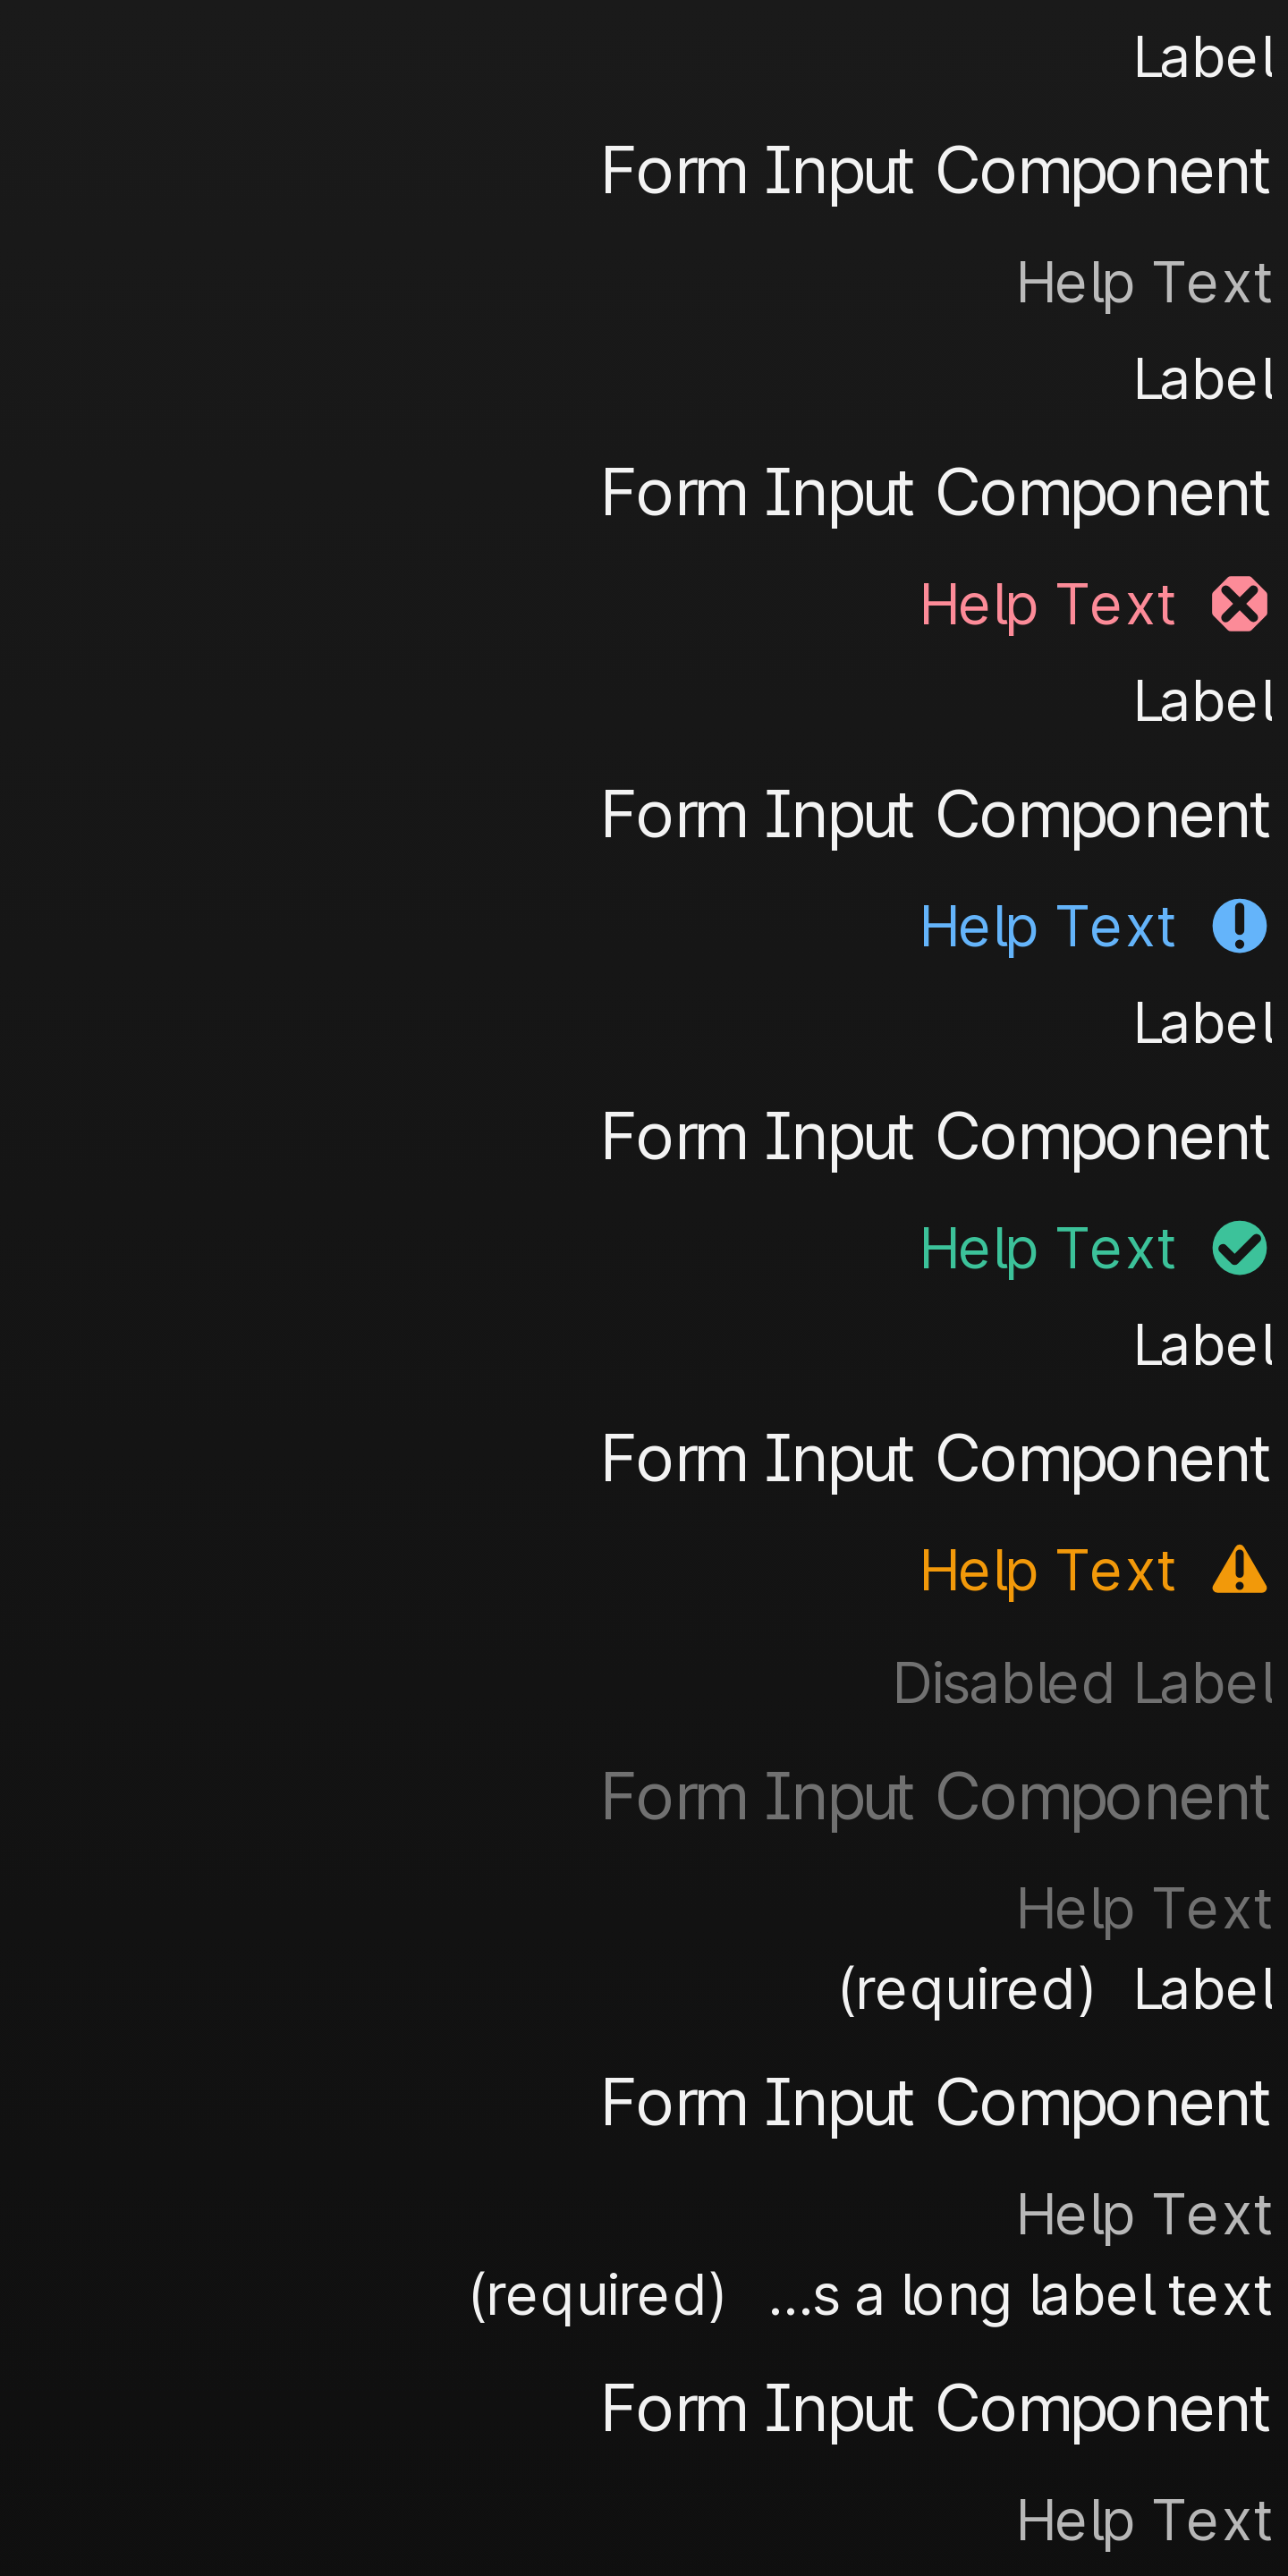 Label
Form Input Component
Help Text
Label
Form Input Component
Help Text
Label
Form Input Component
Help Text
Label
Form Input Component
Help Text
Label
Form Input Component
Help Text
Disabled Label
Form Input Component
Help Text
(required) Label
Form Input Component
Help Text
(required) ...s a long label text
Form Input Component
Help Text